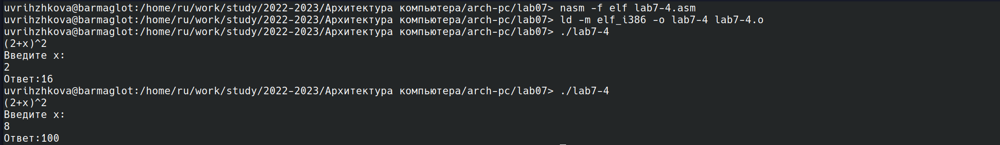 uvrihzhkova@barmaglot:/home/ru/work/study/2022-2023/Архитектура компьютера/arch-pc/lab07> nasm -f elf lab7-4.asm
uvrihzhkova@barmaglot:/home/ru/work/study/2022-2023/Архитектура компьютера/arch-pc/lab07> ld -m elf_i386 -o lab7-4 lab7-4.o
uvrihzhkova@barmaglot:/home/ru/work/study/2022-2023/Архитектура компьютера/arch-pc/lab07> ./lab7-4
(2+x)^2
Введите x:
2
Ответ:16
uvrihzhkova@barmaglot:/home/ru/work/study/2022-2023/Архитектура компьютера/arch-pc/lab07> ./lab7-4
(2+x)^2
Введите x:
8
Ответ:100